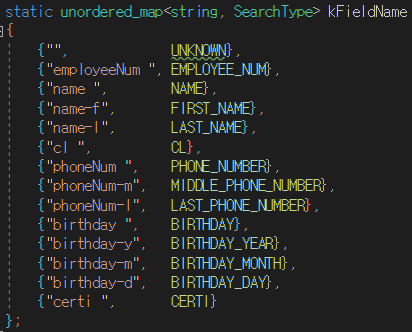 static unordered_map<string, SearchType> kFieldName
{
{"", UNKNOWN},
{"employeeNum ", EMPLOYEE_NUM},
{"name ", NAME},
{"name-f", FIRST_NAME},
{"name-l", LAST_NAME},
{"cl ", CL},
{"phoneNum ", PHONE_NUMBER},
{"phoneNum-m", MIDDLE_PHONE_NUMBER},
{"phoneNum-l", LAST_PHONE_NUMBER},
{"birthday ", BIRTHDAY},
{"birthday-y", BIRTHDAY_YEAR},
{"birthday-m", BIRTHDAY_MONTH},
{"birthday-d", BIRTHDAY_DAY},
{"certi ", CERTI}
};